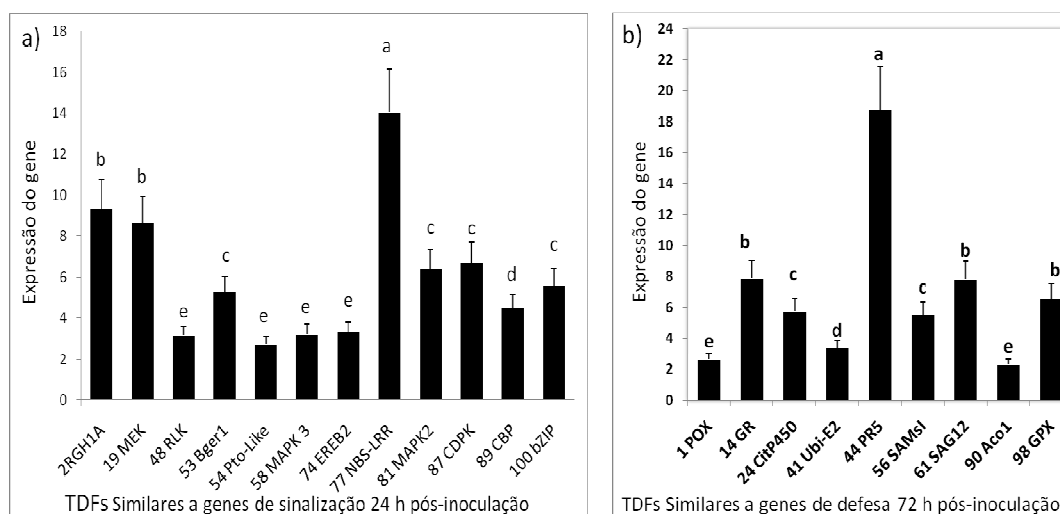 a)
18
16
14
12
10
8
6
4
2
0
Expressão do gene
b
b
e
c
e
e
e
a
c
c
d
c
2RGH1A
19 MEK
48 RLK
53 Bger1
54 Pto-Like
58 MAPK 3
74 EREB2
77 NBS-LRR
81 MAPK2
87 CDPK
89 CBP
100 bZIP
TDFs Similares a genes de sinalização 24 h pós-inoculação
b)
24
22
20
18
16
14
12
10
8
6
4
2
0
Expressão do gene
e
b
c
d
a
c
b
e
b
1 POX
14 GR
24 CitP450
41 Ubi-E2
44 PR5
56 SAMsl
61 SAG12
90 Aco1
98 GPX
TDFs Similares a genes de defesa 72 h pós-inoculação